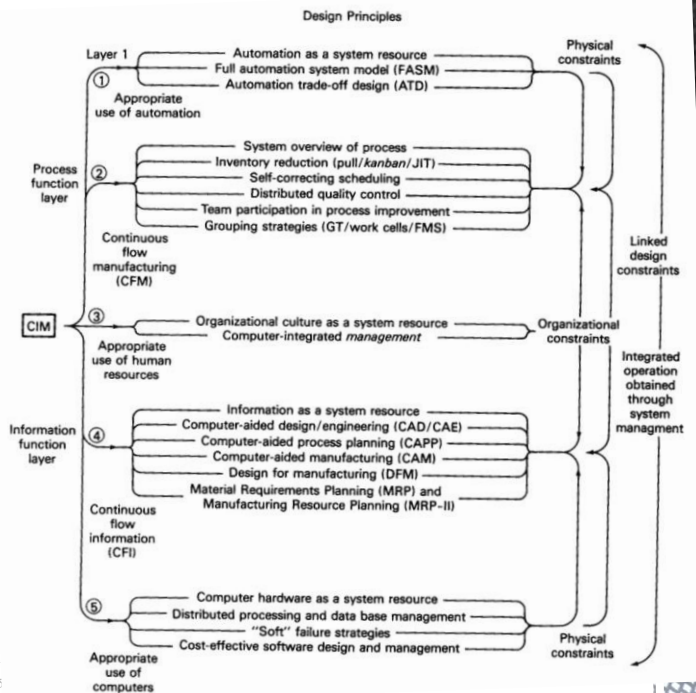 Design Principles
Layer 1
①
Appropriate
use of automation
Automation as a system resource
Full automation system model (FASM)
Automation trade-off design (ATD)
Physical
constraints
Process
function
layer
②
Continuous
flow
manufacturing
(CFM)
System overview of process
Inventory reduction (pull/kanban/JIT)
Self-correcting scheduling
Distributed quality control
Team participation in process improvement
Grouping strategies (GT/work cells/FMS)
Linked
design
constraints
CIM
③
Appropriate
use of human
resources
Organizational culture as a system resource
Computer-integrated management
Organizational
constraints
Integrated
operation
obtained
through
system
managment
Information
function
layer
④
Continuous
flow
information
(CFI)
Information as a system resource
Computer-aided design/engineering (CAD/CAE)
Computer-aided process planning (CAPP)
Computer-aided manufacturing (CAM)
Design for manufacturing (DFM)
Material Requirements Planning (MRP) and
Manufacturing Resource Planning (MRP-II)
⑤
Appropriate
use of
computers
Computer hardware as a system resource
Distributed processing and data base management
"Soft" failure strategies
Cost-effective software design and management
Physical
constraints